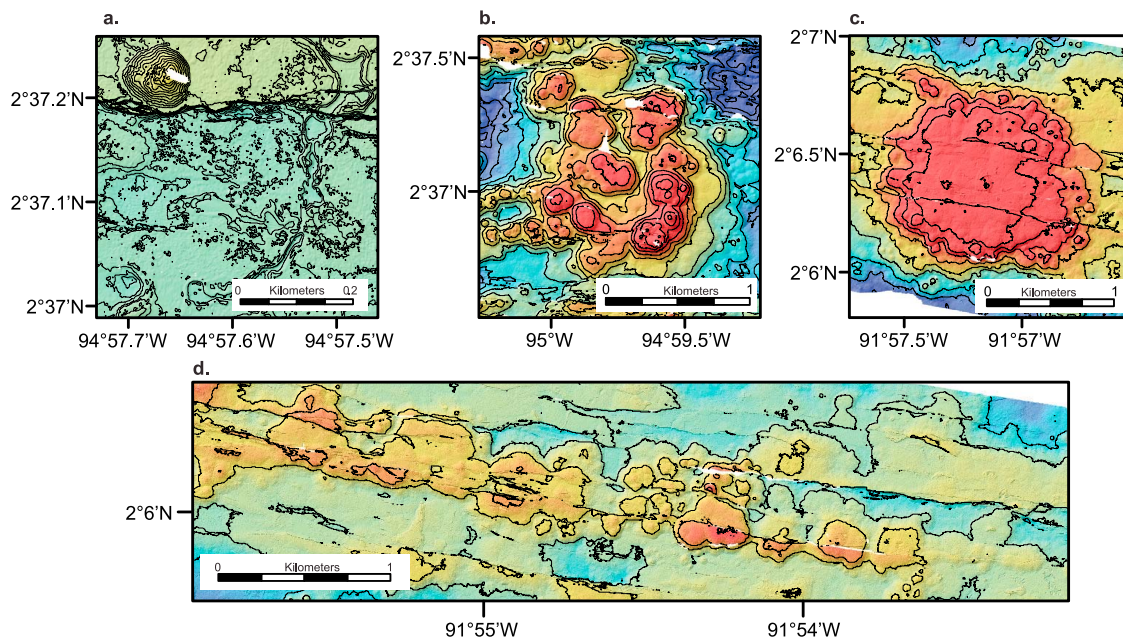 a.
2°37.2'N
2°37.1'N
2°37'N
0 Kilometers 0.2
94°57.7'W 94°57.6'W 94°57.5'W
b.
2°37.5'N
2°37'N
0 Kilometers 1
95°W 94°59.5'W
c.
2°7'N
2°6.5'N
2°6'N
0 Kilometers 1
91°57.5'W 91°57'W
d.
2°6'N
0 Kilometers 1
91°55'W 91°54'W